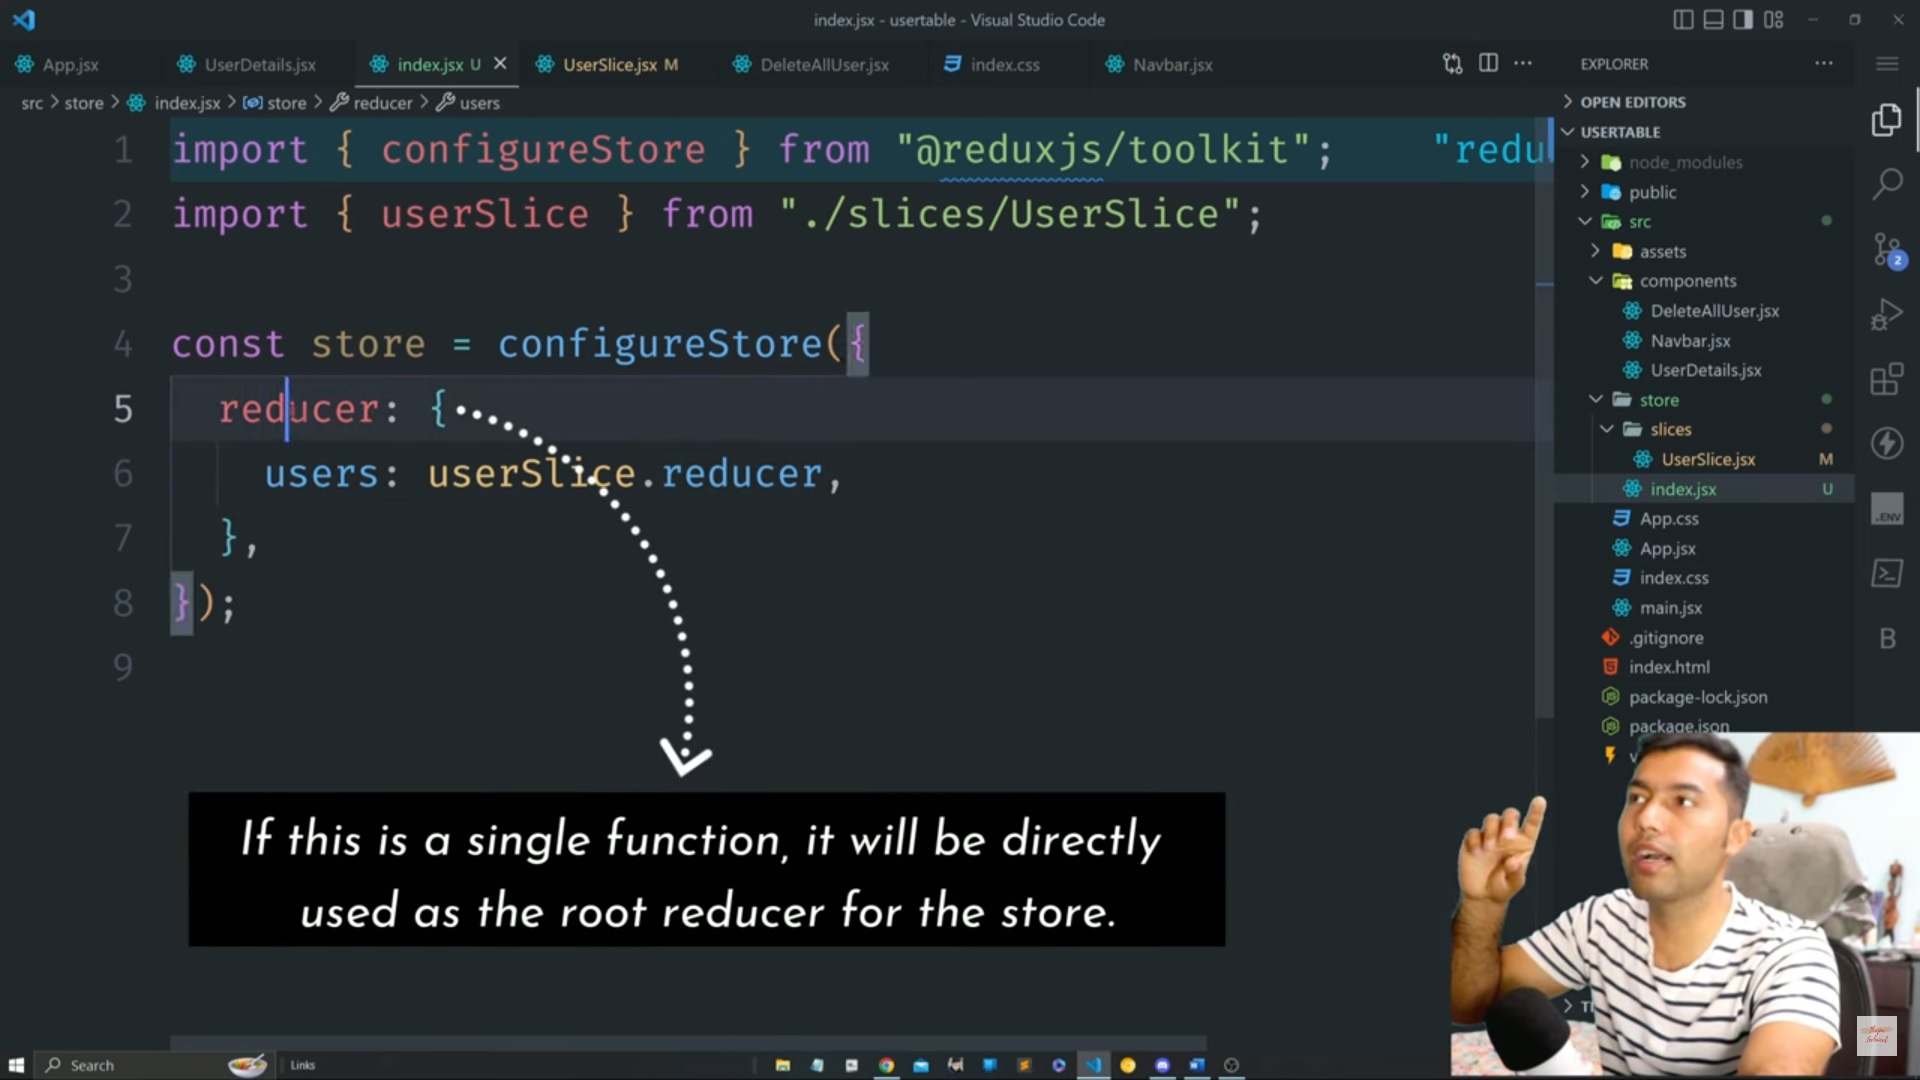 index.jsx - usertable - Visual Studio Code
App.jsx
UserDetails.jsx
index.jsx U
UserSlice.jsx M
DeleteAllUser.jsx
index.css
Navbar.jsx
src > store > index.jsx > store > reducer > users
1 import { configureStore } from "@reduxjs/toolkit"; "redu
2 import { userSlice } from "./slices/UserSlice";
3
4 const store = configureStore({
5 reducer: {
6 users: userSlice.reducer,
7 },
8 });
9
If this is a single function, it will be directly
used as the root reducer for the store.
EXPLORER
OPEN EDITORS
USERTABLE
node_modules
public
src
assets
components
DeleteAllUser.jsx
Navbar.jsx
UserDetails.jsx
store
slices
UserSlice.jsx M
index.jsx U
App.css
App.jsx
index.css
main.jsx
.gitignore
index.html
package-lock.json
package.json
2
.ENV
B
Search
Links